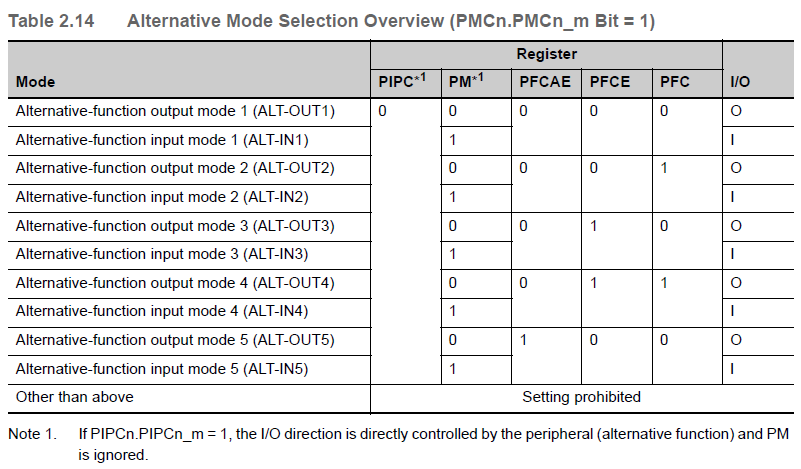 Table 2.14 Alternative Mode Selection Overview (PMCn.PMCn_m Bit = 1)
Register
Mode PIPC*1 PM*1 PFCAE PFCE PFC I/O
Alternative-function output mode 1 (ALT-OUT1) 0 0 0 0 0 O
Alternative-function input mode 1 (ALT-IN1) 1 I
Alternative-function output mode 2 (ALT-OUT2) 0 0 0 1 O
Alternative-function input mode 2 (ALT-IN2) 1 I
Alternative-function output mode 3 (ALT-OUT3) 0 0 1 0 O
Alternative-function input mode 3 (ALT-IN3) 1 I
Alternative-function output mode 4 (ALT-OUT4) 0 0 1 1 O
Alternative-function input mode 4 (ALT-IN4) 1 I
Alternative-function output mode 5 (ALT-OUT5) 0 1 0 0 O
Alternative-function input mode 5 (ALT-IN5) 1 I
Other than above Setting prohibited
Note 1. If PIPCn.PIPCn_m = 1, the I/O direction is directly controlled by the peripheral (alternative function) and PM
is ignored.